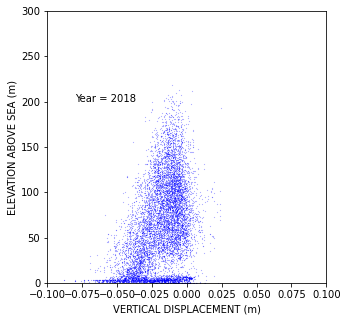 300
250
200
150
100
50
0
ELEVATION ABOVE SEA (m)
Year = 2018
−0.100−0.075−0.050−0.025 0.000 0.025 0.050 0.075 0.100
VERTICAL DISPLACEMENT (m)